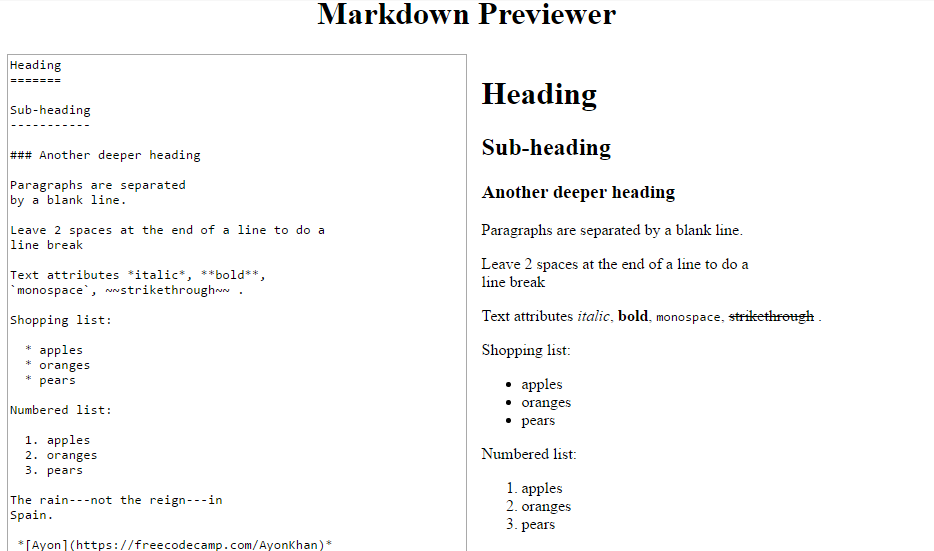 Markdown Previewer
Heading
=======
Sub-heading
-----------
### Another deeper heading
Paragraphs are separated
by a blank line.
Leave 2 spaces at the end of a line to do a
line break
Text attributes *italic*, **bold**,
`monospace`, ~~strikethrough~~ .
Shopping list:
* apples
* oranges
* pears
Numbered list:
1. apples
2. oranges
3. pears
The rain---not the reign---in
Spain.
*[Ayon](https://freecodecamp.com/AyonKhan)*
Heading
Sub-heading
Another deeper heading
Paragraphs are separated by a blank line.
Leave 2 spaces at the end of a line to do a
line break
Text attributes italic, bold, monospace, strikethrough .
Shopping list:
• apples
• oranges
• pears
Numbered list:
1. apples
2. oranges
3. pears